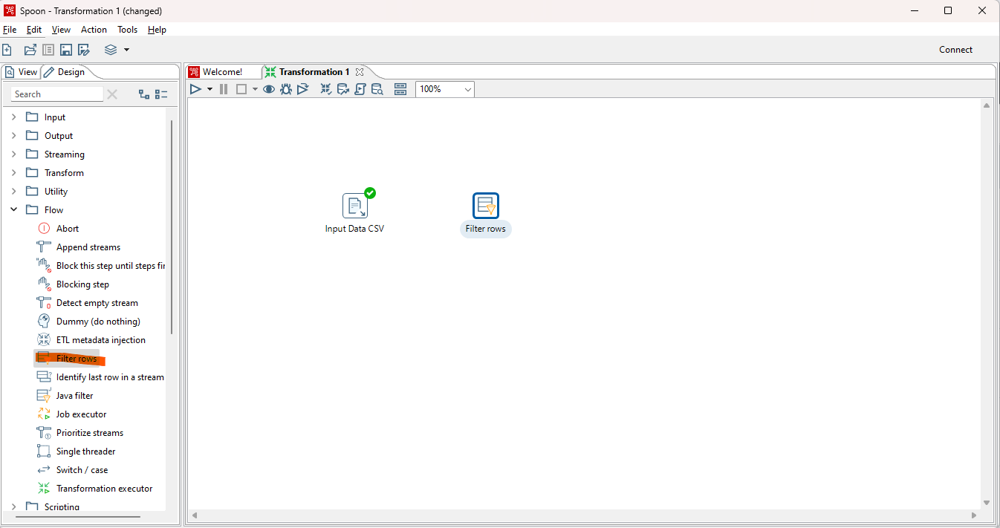 Spoon - Transformation 1 (changed)
File Edit View Action Tools Help
Connect
View Design
Welcome! Transformation 1
Search
100%
Input
Output
Streaming
Transform
Utility
Flow
Abort
Append streams
Block this step until steps fir
Blocking step
Detect empty stream
Dummy (do nothing)
ETL metadata injection
Filter rows
Identify last row in a stream
Java filter
Job executor
Prioritize streams
Single threader
Switch / case
Transformation executor
Scripting
Input Data CSV
Filter rows